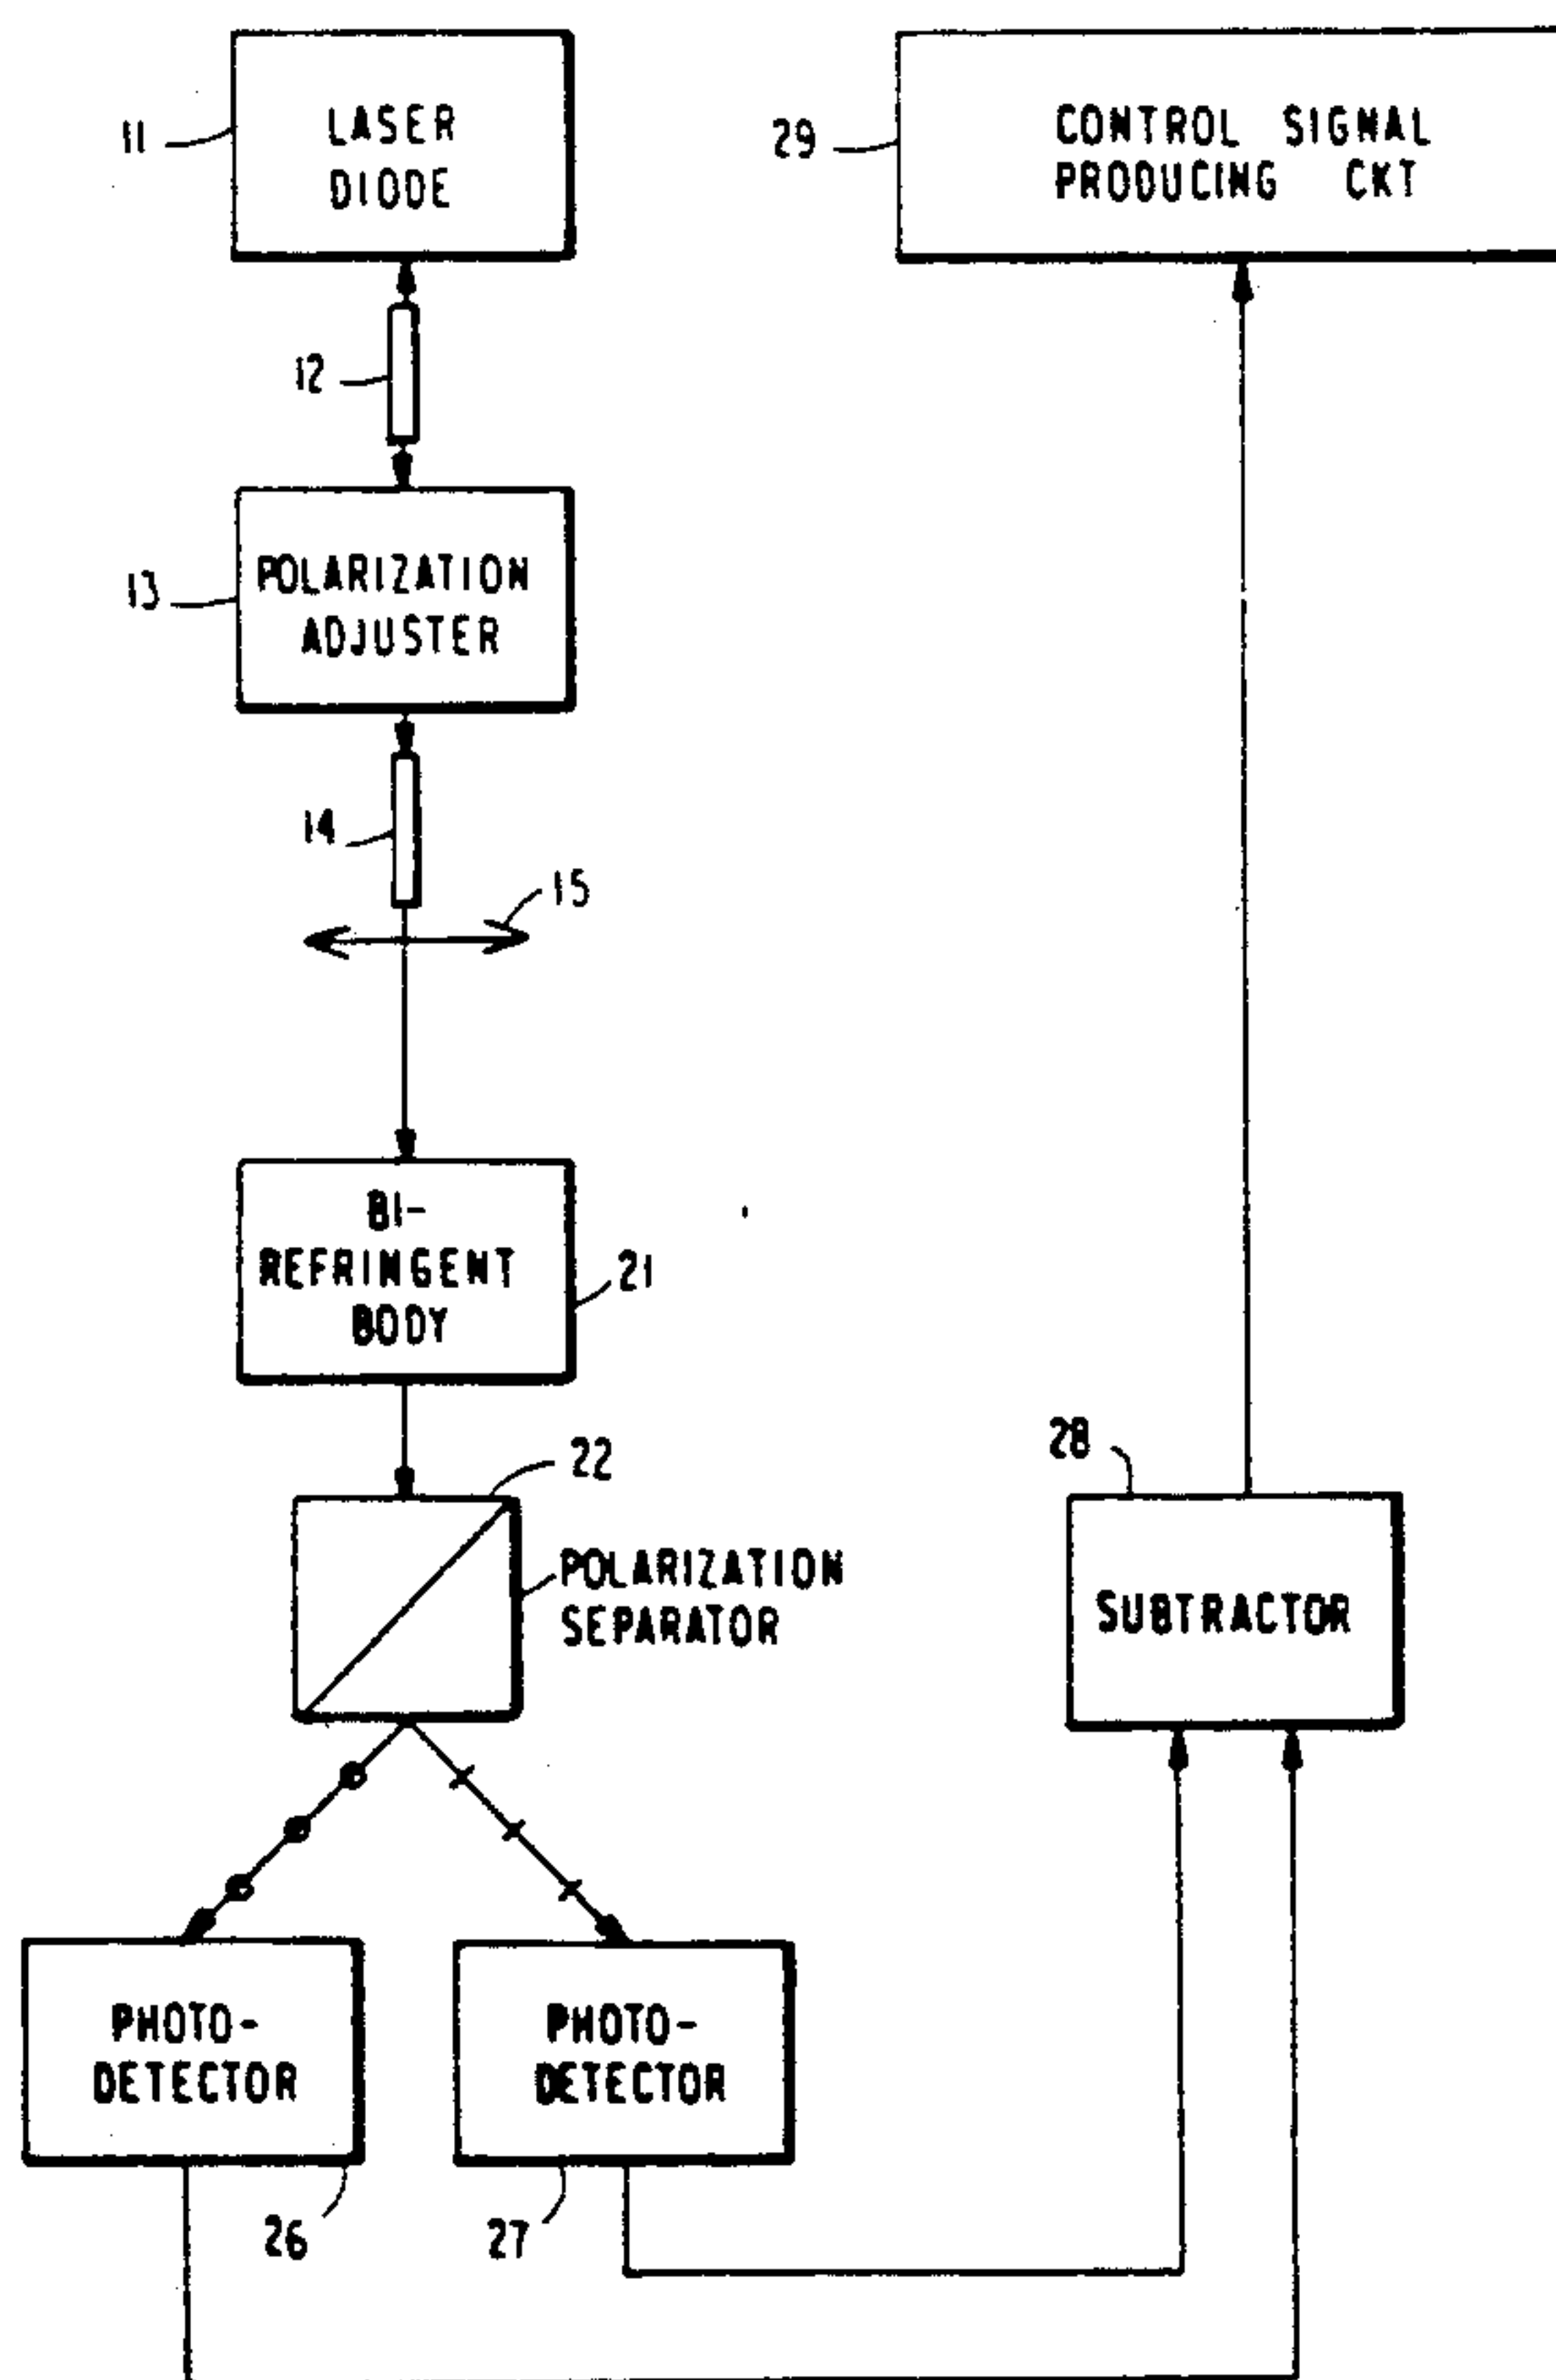 LASER
DIODE
11
CONTROL SIGNAL
PRODUCING CKT
29
12
POLARIZATION
ADJUSTER
13
14
15
BI-
REFRINGENT
BODY
21
22
POLARIZATION
SEPARATOR
28
SUBTRACTOR
PHOTO-
DETECTOR
26
PHOTO-
DETECTOR
27